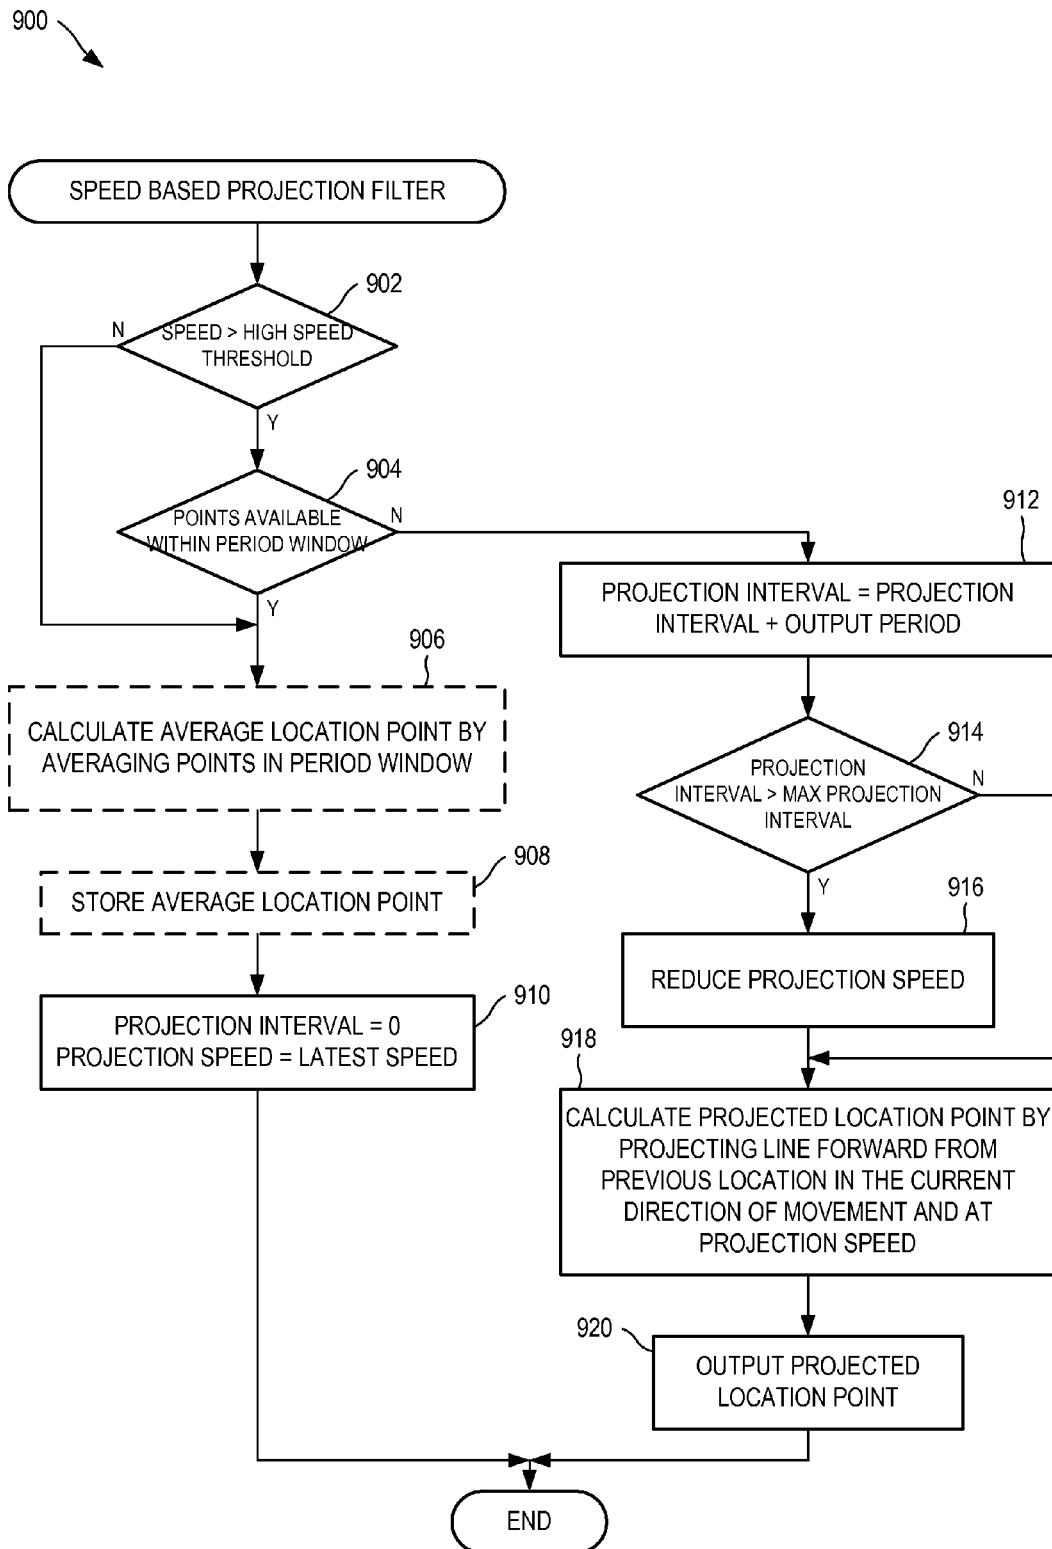 900
SPEED BASED PROJECTION FILTER
902
N
SPEED > HIGH SPEED
THRESHOLD
Y
904
POINTS AVAILABLE
WITHIN PERIOD WINDOW
N
Y
906
CALCULATE AVERAGE LOCATION POINT BY
AVERAGING POINTS IN PERIOD WINDOW
908
STORE AVERAGE LOCATION POINT
910
PROJECTION INTERVAL = 0
PROJECTION SPEED = LATEST SPEED
912
PROJECTION INTERVAL = PROJECTION
INTERVAL + OUTPUT PERIOD
914
PROJECTION
INTERVAL > MAX PROJECTION
INTERVAL
N
Y
916
REDUCE PROJECTION SPEED
918
CALCULATE PROJECTED LOCATION POINT BY
PROJECTING LINE FORWARD FROM
PREVIOUS LOCATION IN THE CURRENT
DIRECTION OF MOVEMENT AND AT
PROJECTION SPEED
920
OUTPUT PROJECTED
LOCATION POINT
END